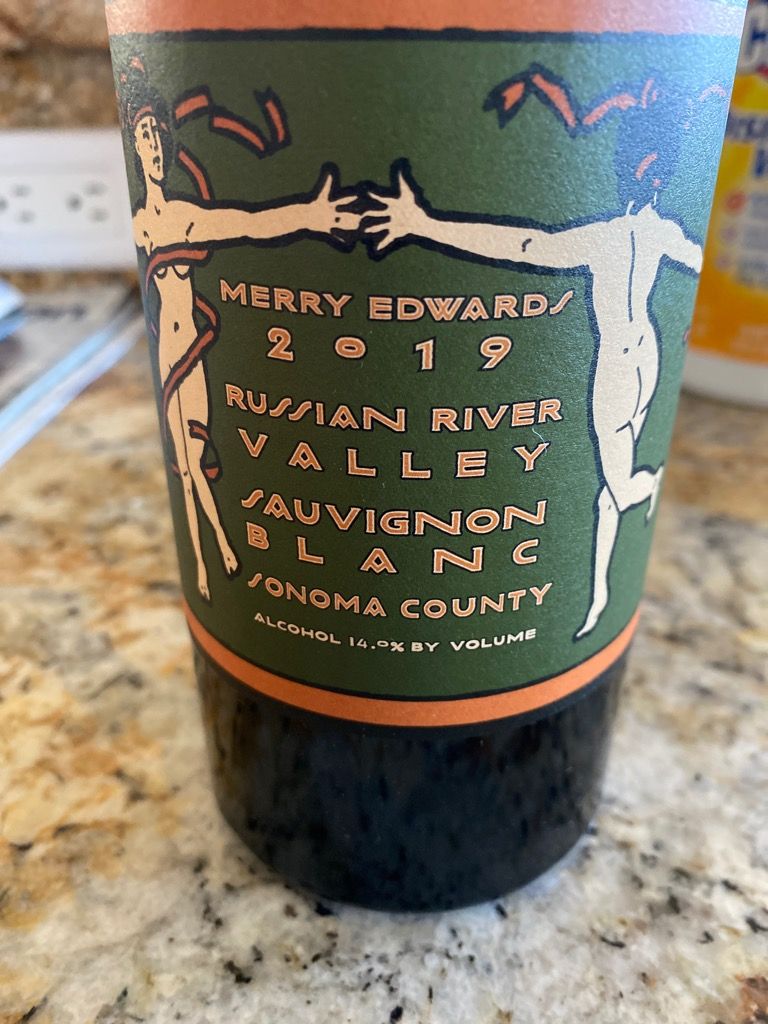 MERRY EDWARDS
2019
RUSSIAN RIVER
VALLEY
SAUVIGNON
BLANC
SONOMA COUNTY
ALCOHOL 14.0% BY VOLUME